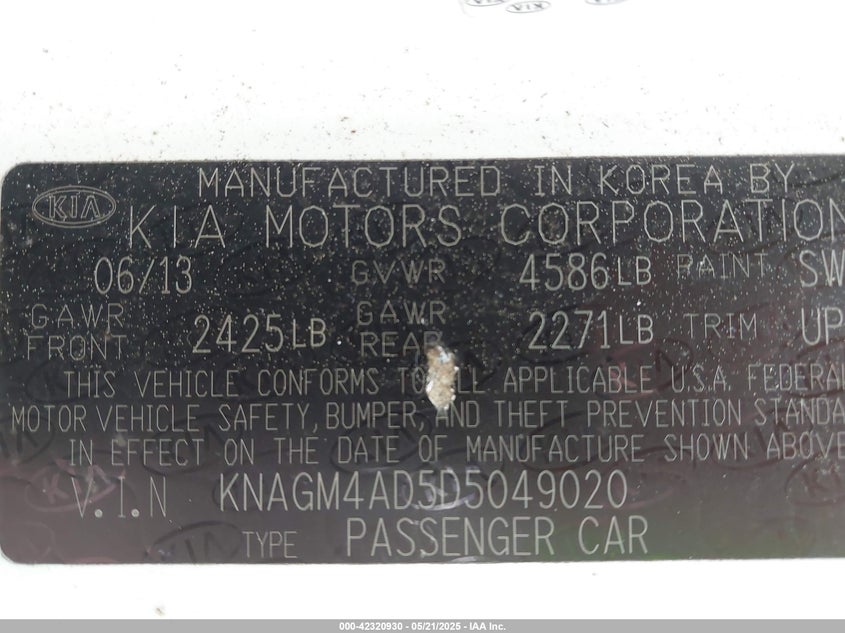 KIA
MANUFACTURED IN KOREA BY
KIA
KIA MOTORS CORPORATION
06/13 GVWR 4586LB PAINT SW
GAWR FRONT 2425LB GAWR REAR 2271LB TRIM UP
THIS VEHICLE CONFORMS TO ALL APPLICABLE U.S.A. FEDERAL
MOTOR VEHICLE SAFETY, BUMPER, AND THEFT PREVENTION STANDA
IN EFFECT ON THE DATE OF MANUFACTURE SHOWN ABOVE
V.I.N KNAGM4AD5D5049020
TYPE PASSENGER CAR
000-42320930 - 05/21/2025 - IAA Inc.